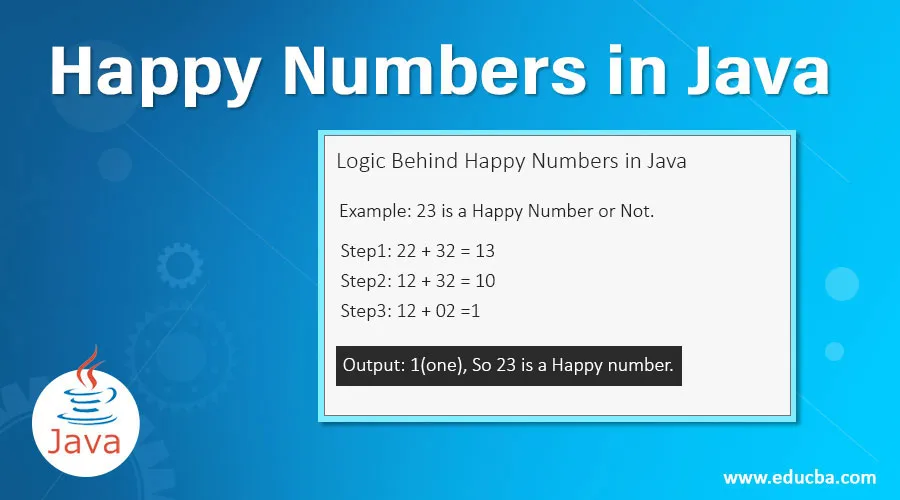 Happy Numbers in Java
Logic Behind Happy Numbers in Java
Example: 23 is a Happy Number or Not.
Step1: 22 + 32 = 13
Step2: 12 + 32 = 10
Step3: 12 + 02 =1
Output: 1(one), So 23 is a Happy number.
Java
www.educba.com